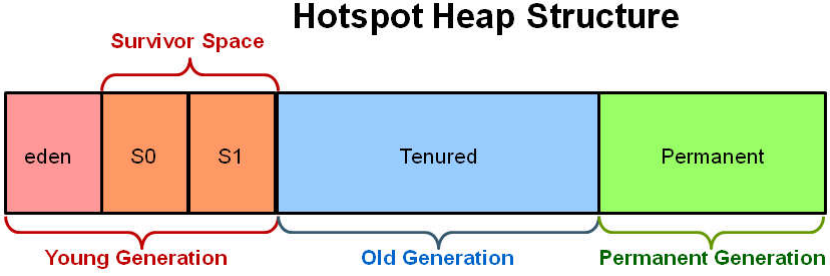 Hotspot Heap Structure
Survivor Space
eden
S0
S1
Tenured
Permanent
Young Generation
Old Generation
Permanent Generation